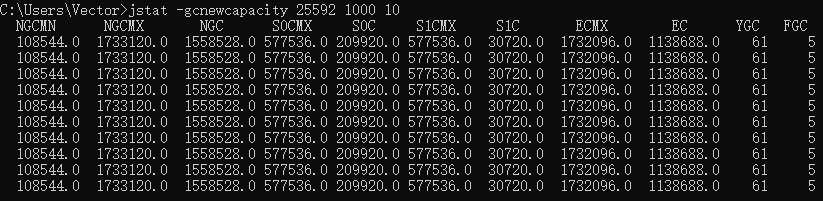 C:\Users\Vector>jstat -gcnewcapacity 25592 1000 10
NGCMN NGCMX NGC S0CMX S0C S1CMX S1C ECMX EC YGC FGC
108544.0 1733120.0 1558528.0 577536.0 209920.0 577536.0 30720.0 1732096.0 1138688.0 61 5
108544.0 1733120.0 1558528.0 577536.0 209920.0 577536.0 30720.0 1732096.0 1138688.0 61 5
108544.0 1733120.0 1558528.0 577536.0 209920.0 577536.0 30720.0 1732096.0 1138688.0 61 5
108544.0 1733120.0 1558528.0 577536.0 209920.0 577536.0 30720.0 1732096.0 1138688.0 61 5
108544.0 1733120.0 1558528.0 577536.0 209920.0 577536.0 30720.0 1732096.0 1138688.0 61 5
108544.0 1733120.0 1558528.0 577536.0 209920.0 577536.0 30720.0 1732096.0 1138688.0 61 5
108544.0 1733120.0 1558528.0 577536.0 209920.0 577536.0 30720.0 1732096.0 1138688.0 61 5
108544.0 1733120.0 1558528.0 577536.0 209920.0 577536.0 30720.0 1732096.0 1138688.0 61 5
108544.0 1733120.0 1558528.0 577536.0 209920.0 577536.0 30720.0 1732096.0 1138688.0 61 5
108544.0 1733120.0 1558528.0 577536.0 209920.0 577536.0 30720.0 1732096.0 1138688.0 61 5